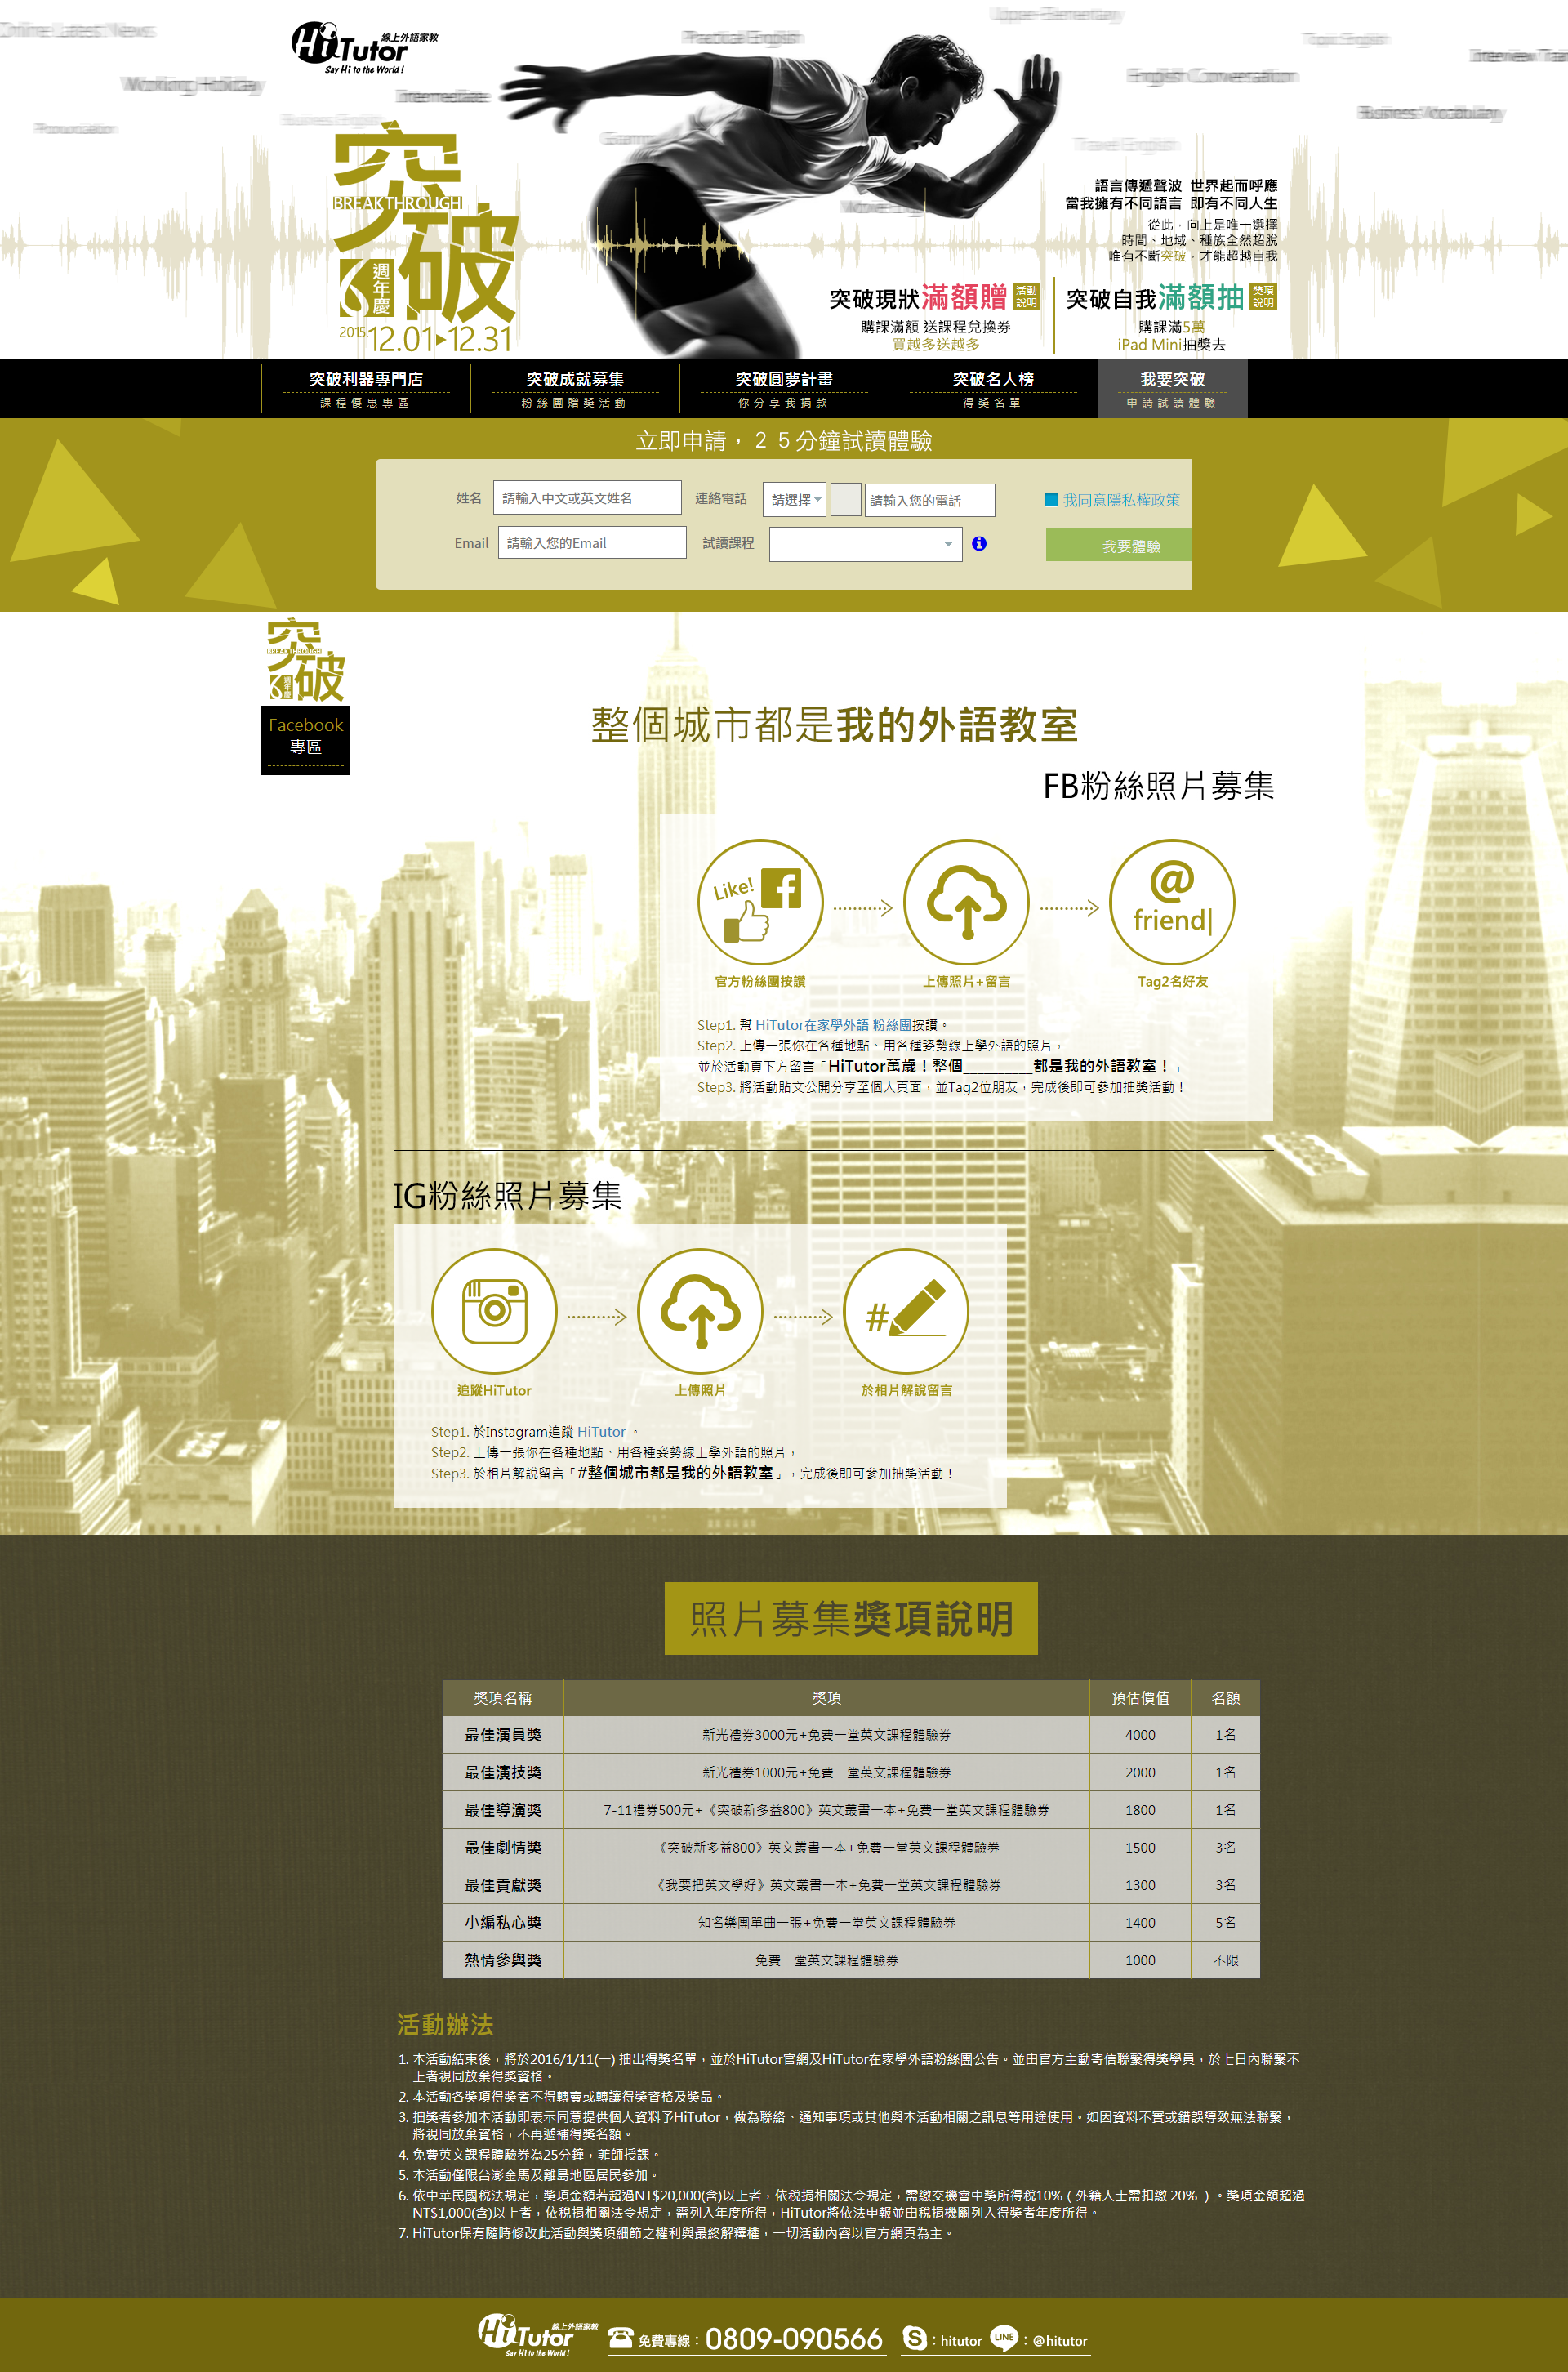 Online Latest News
Upper-Elementary
Hi Tutor
線上外語家教
Say Hi to the World !
Practical English
Topic English
Interview Trai
Working Holiday
English Conversation
Intermediate
Business Vocabulary
Business English
Pronunciation
Travel English
突破
BREAKTHROUGH
6週年慶
2015.12.01▸12.31
語言傳遞聲波 世界起而呼應
當我擁有不同語言 即有不同人生
從此，向上是唯一選擇
時間、地域、種族全然超脫
唯有不斷突破，才能超越自我
突破現狀滿額贈 活動說明
購課滿額 送課程兌換券
買越多送越多
突破自我滿額抽 獎項說明
購課滿5萬
iPad Mini抽獎去
突破利器專門店
課程優惠專區
突破成就募集
粉絲團贈獎活動
突破圓夢計畫
你分享我捐款
突破名人榜
得獎名單
我要突破
申請試讀體驗
立即申請，２５分鐘試讀體驗
姓名 請輸入中文或英文姓名 連絡電話 請選擇 請輸入您的電話 我同意隱私權政策
Email 請輸入您的Email 試讀課程 我要體驗
突破
BREAKTHROUGH
6週年慶
Facebook
專區
整個城市都是我的外語教室
FB粉絲照片募集
Like!
@
friend|
官方粉絲團按讚 上傳照片+留言 Tag2名好友
Step1. 幫 HiTutor在家學外語 粉絲團按讚。
Step2. 上傳一張你在各種地點、用各種姿勢線上學外語的照片，
並於活動頁下方留言「HiTutor萬歲！整個_________都是我的外語教室！」
Step3. 將活動貼文公開分享至個人頁面，並Tag2位朋友，完成後即可參加抽獎活動！
IG粉絲照片募集
#
追蹤HiTutor 上傳照片 於相片解說留言
Step1. 於Instagram追蹤 HiTutor 。
Step2. 上傳一張你在各種地點、用各種姿勢線上學外語的照片，
Step3. 於相片解說留言「#整個城市都是我的外語教室」，完成後即可參加抽獎活動！
照片募集獎項說明
獎項名稱 獎項 預估價值 名額
最佳演員獎 新光禮券3000元+免費一堂英文課程體驗券 4000 1名
最佳演技獎 新光禮券1000元+免費一堂英文課程體驗券 2000 1名
最佳導演獎 7-11禮券500元+《突破新多益800》英文叢書一本+免費一堂英文課程體驗券 1800 1名
最佳劇情獎 《突破新多益800》英文叢書一本+免費一堂英文課程體驗券 1500 3名
最佳貢獻獎 《我要把英文學好》英文叢書一本+免費一堂英文課程體驗券 1300 3名
小編私心獎 知名樂團單曲一張+免費一堂英文課程體驗券 1400 5名
熱情參與獎 免費一堂英文課程體驗券 1000 不限
活動辦法
1. 本活動結束後，將於2016/1/11(一) 抽出得獎名單，並於HiTutor官網及HiTutor在家學外語粉絲團公告。並由官方主動寄信聯繫得獎學員，於七日內聯繫不
上者視同放棄得獎資格。
2. 本活動各獎項得獎者不得轉賣或轉讓得獎資格及獎品。
3. 抽獎者參加本活動即表示同意提供個人資料予HiTutor，做為聯絡、通知事項或其他與本活動相關之訊息等用途使用。如因資料不實或錯誤導致無法聯繫，
將視同放棄資格，不再遞補得獎名額。
4. 免費英文課程體驗券為25分鐘，菲師授課。
5. 本活動僅限台澎金馬及離島地區居民參加。
6. 依中華民國稅法規定，獎項金額若超過NT$20,000(含)以上者，依稅捐相關法令規定，需繳交機會中獎所得稅10%（外籍人士需扣繳 20% ）。獎項金額超過
NT$1,000(含)以上者，依稅捐相關法令規定，需列入年度所得，HiTutor將依法申報並由稅捐機關列入得獎者年度所得。
7. HiTutor保有隨時修改此活動與獎項細節之權利與最終解釋權，一切活動內容以官方網頁為主。
Hi Tutor
線上外語家教
Say Hi to the World !
免費專線：0809-090566
S：hitutor
LINE：@hitutor